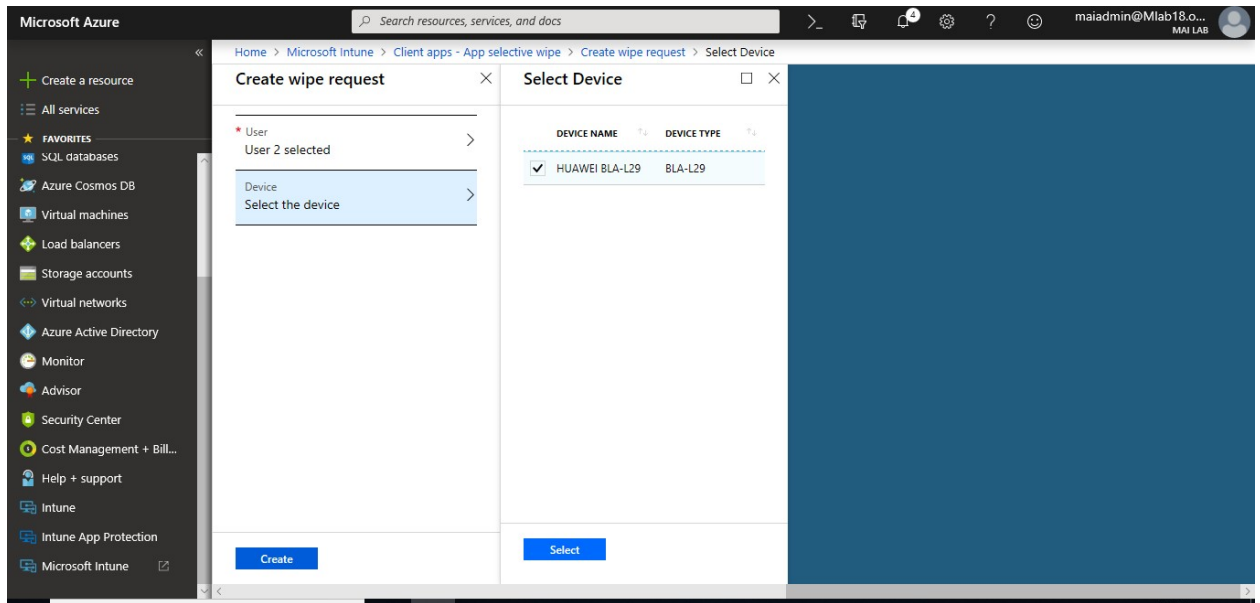 Microsoft Azure
Search resources, services, and docs
4
maiadmin@Mlab18.o...
MAI LAB
Home > Microsoft Intune > Client apps - App selective wipe > Create wipe request > Select Device
Create a resource
All services
FAVORITES
SQL databases
Azure Cosmos DB
Virtual machines
Load balancers
Storage accounts
Virtual networks
Azure Active Directory
Monitor
Advisor
Security Center
Cost Management + Bill...
Help + support
Intune
Intune App Protection
Microsoft Intune
Create wipe request
* User
User 2 selected
Device
Select the device
Create
Select Device
DEVICE NAME DEVICE TYPE
HUAWEI BLA-L29 BLA-L29
Select